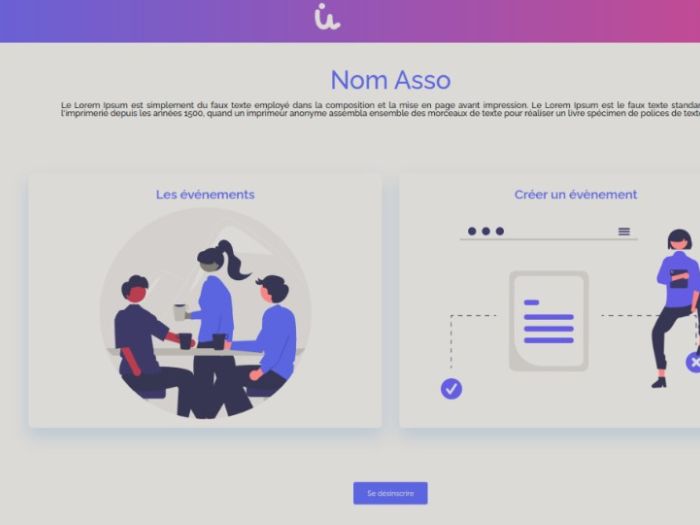 Nom Asso
Le Lorem Ipsum est simplement du faux texte employé dans la composition et la mise en page avant impression. Le Lorem Ipsum est le faux texte
l'imprimerie depuis les années 1500, quand un imprimeur anonyme assembla ensemble des morceaux de texte pour réaliser un livre spécimen de polices de
Les événements
Créer un évènement
Se désinscrire